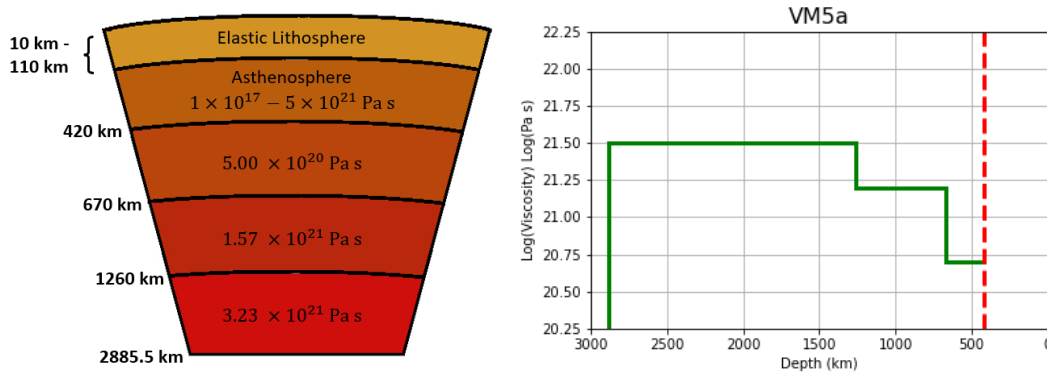 10 km -
110 km
Elastic Lithosphere
Asthenosphere
1 × 10^17 − 5 × 10^21 Pa s
420 km
5.00 × 10^20 Pa s
670 km
1.57 × 10^21 Pa s
1260 km
3.23 × 10^21 Pa s
2885.5 km
VM5a
Log(Viscosity) Log(Pa s)
22.25
22.00
21.75
21.50
21.25
21.00
20.75
20.50
20.25
3000 2500 2000 1500 1000 500 0
Depth (km)